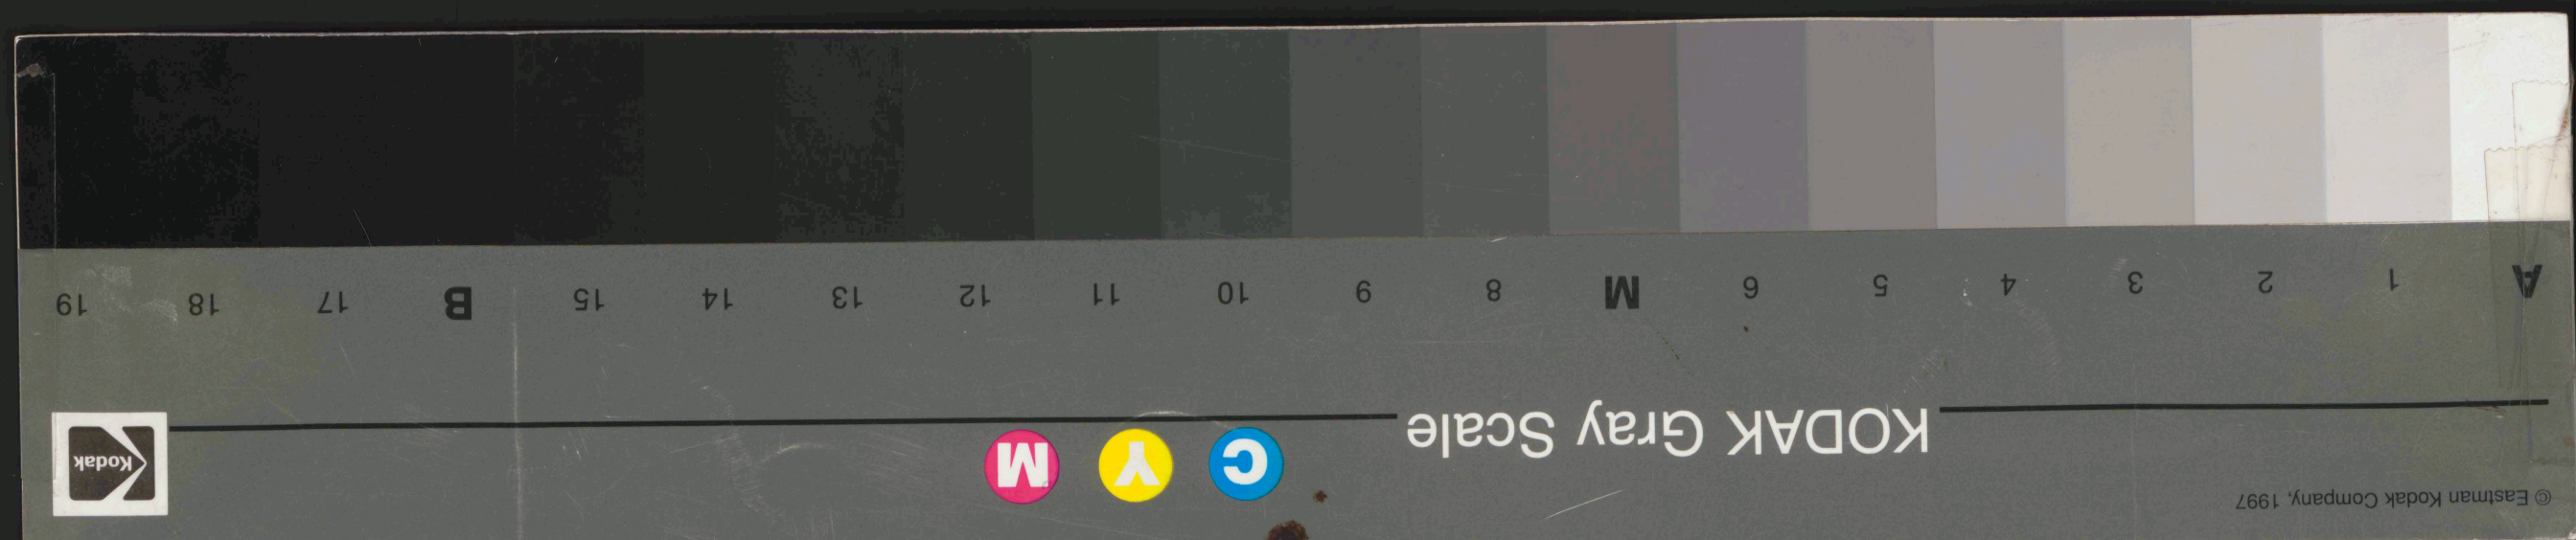 © Eastman Kodak Company, 1997
KODAK Gray Scale
C Y M
Kodak
A 1 2 3 4 5 6 M 8 9 10 11 12 13 14 15 B 17 18 19